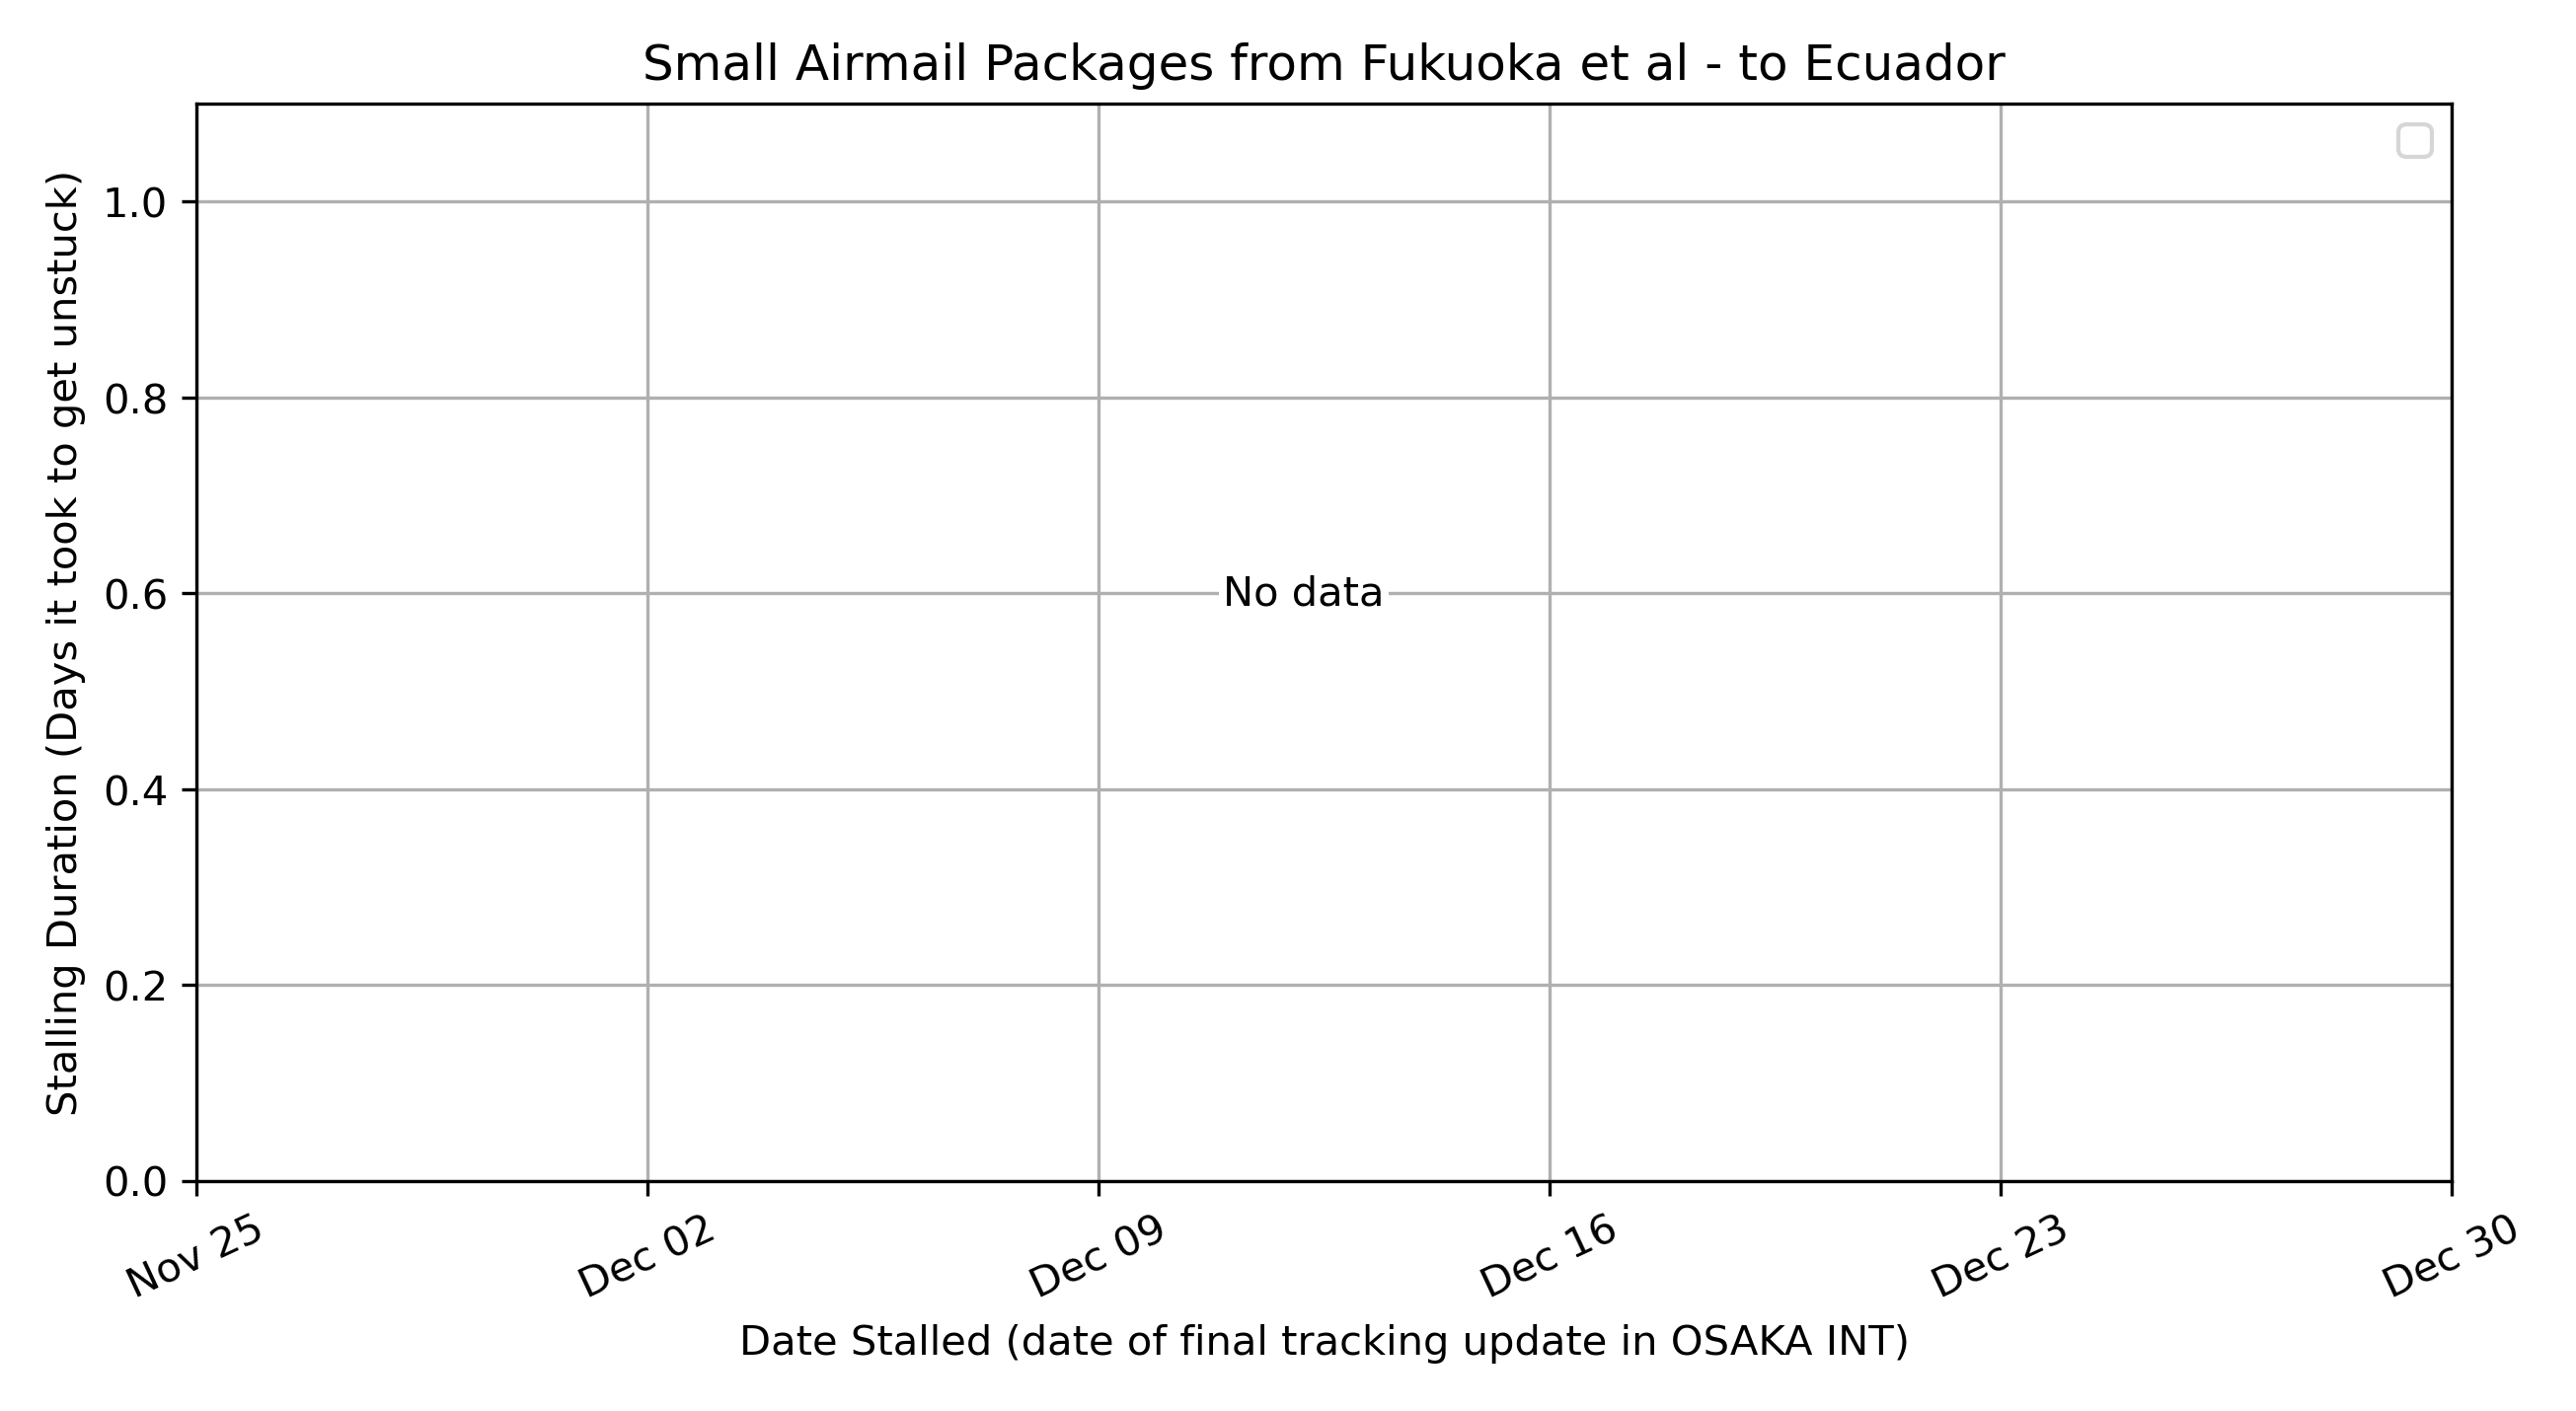 Small Airmail Packages from Fukuoka et al - to Ecuador
Stalling Duration (Days it took to get unstuck)
1.0
0.8
0.6
0.4
0.2
0.0
No data
Nov 25
Dec 02
Dec 09
Dec 16
Dec 23
Dec 30
Date Stalled (date of final tracking update in OSAKA INT)